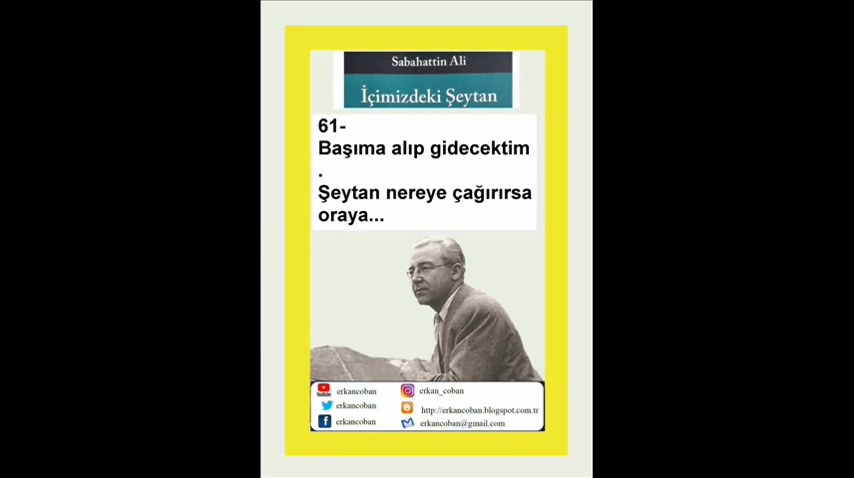 Sabahattin Ali
İçimizdeki Şeytan
61-
Başıma alıp gidecektim
.
Şeytan nereye çağırırsa
oraya...
YouTube erkancoban
erkan_coban
erkancoban
http://erkancoban.blogspot.com.tr
erkancoban
erkancoban@gmail.com